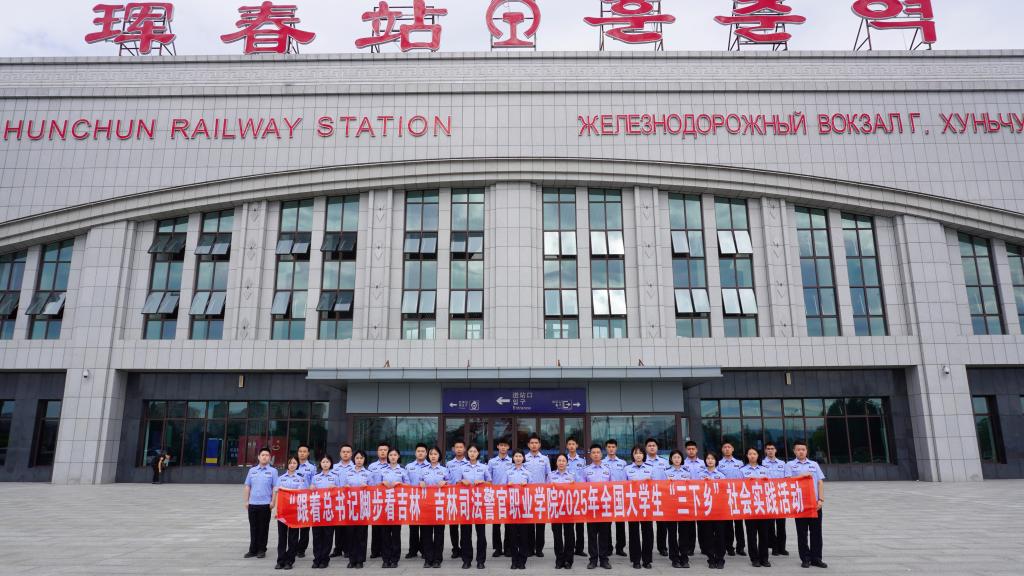 珲春站 훈춘역
HUNCHUN RAILWAY STATION
ЖЕЛЕЗНОДОРОЖНЫЙ ВОКЗАЛ Г. ХУНЬЧУ
进站口
입구
Entrance
“跟着总书记脚步看吉林”吉林司法警官职业学院2025年全国大学生“三下乡”社会实践活动